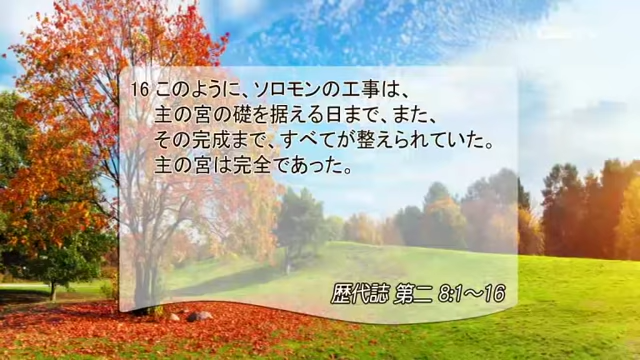 16 このように、ソロモンの工事は、
主の宮の礎を据える日まで、また、
その完成まで、すべてが整えられていた。
主の宮は完全であった。
歴代誌 第二 8:1～16